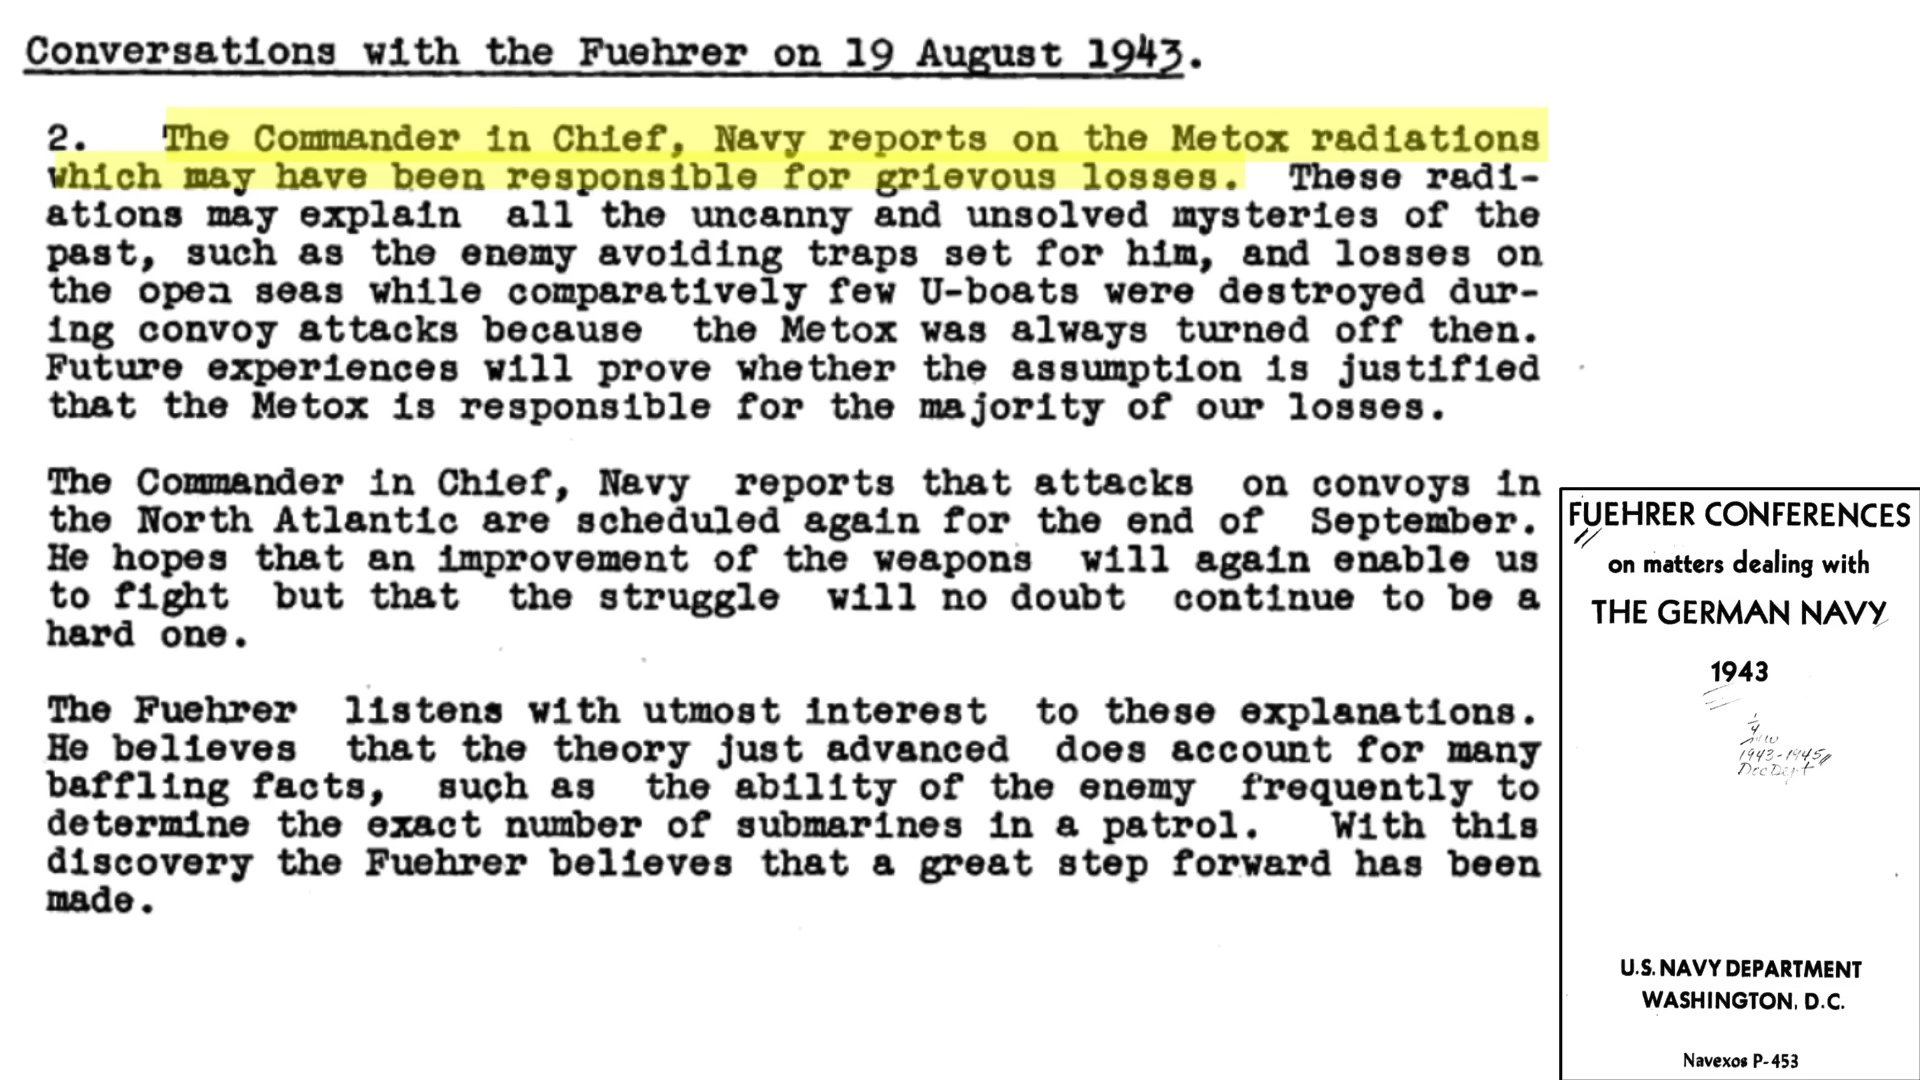 Conversations with the Fuehrer on 19 August 1943.
2. The Commander in Chief, Navy reports on the Metox radiations
which may have been responsible for grievous losses. These radi-
ations may explain all the uncanny and unsolved mysteries of the
past, such as the enemy avoiding traps set for him, and losses on
the open seas while comparatively few U-boats were destroyed dur-
ing convoy attacks because the Metox was always turned off then.
Future experiences will prove whether the assumption is justified
that the Metox is responsible for the majority of our losses.
The Commander in Chief, Navy reports that attacks on convoys in
the North Atlantic are scheduled again for the end of September.
He hopes that an improvement of the weapons will again enable us
to fight but that the struggle will no doubt continue to be a
hard one.
The Fuehrer listens with utmost interest to these explanations.
He believes that the theory just advanced does account for many
baffling facts, such as the ability of the enemy frequently to
determine the exact number of submarines in a patrol. With this
discovery the Fuehrer believes that a great step forward has been
made.
FUEHRER CONFERENCES
on matters dealing with
THE GERMAN NAVY
1943
1943-1945
Doc Dept
U.S. NAVY DEPARTMENT
WASHINGTON, D.C.
Navexos P-453